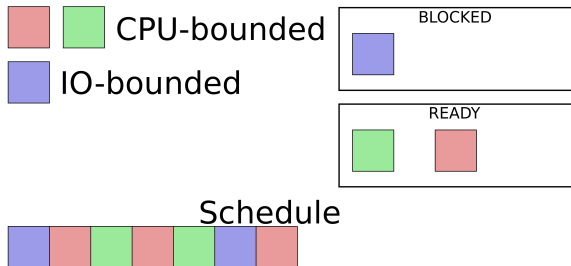 CPU-bounded
IO-bounded
BLOCKED
READY
Schedule